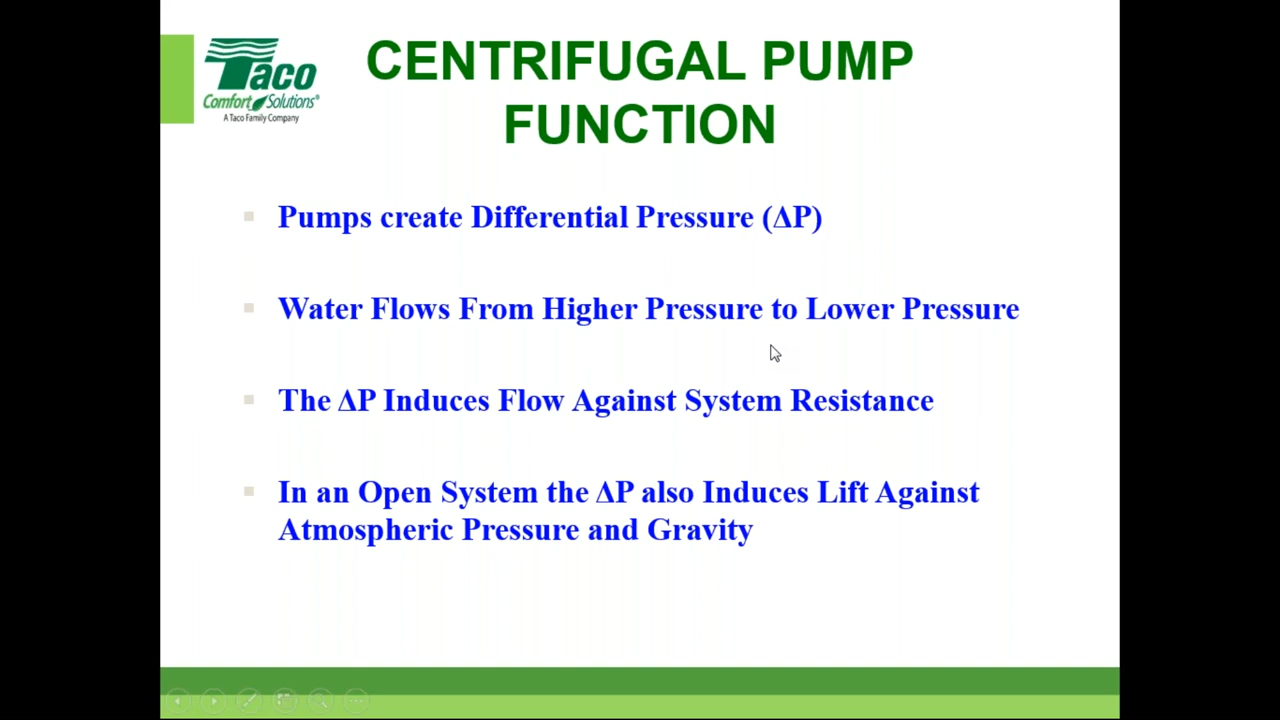 Taco
Comfort Solutions®
A Taco Family Company
CENTRIFUGAL PUMP
FUNCTION
Pumps create Differential Pressure (ΔP)
Water Flows From Higher Pressure to Lower Pressure
The ΔP Induces Flow Against System Resistance
In an Open System the ΔP also Induces Lift Against
Atmospheric Pressure and Gravity